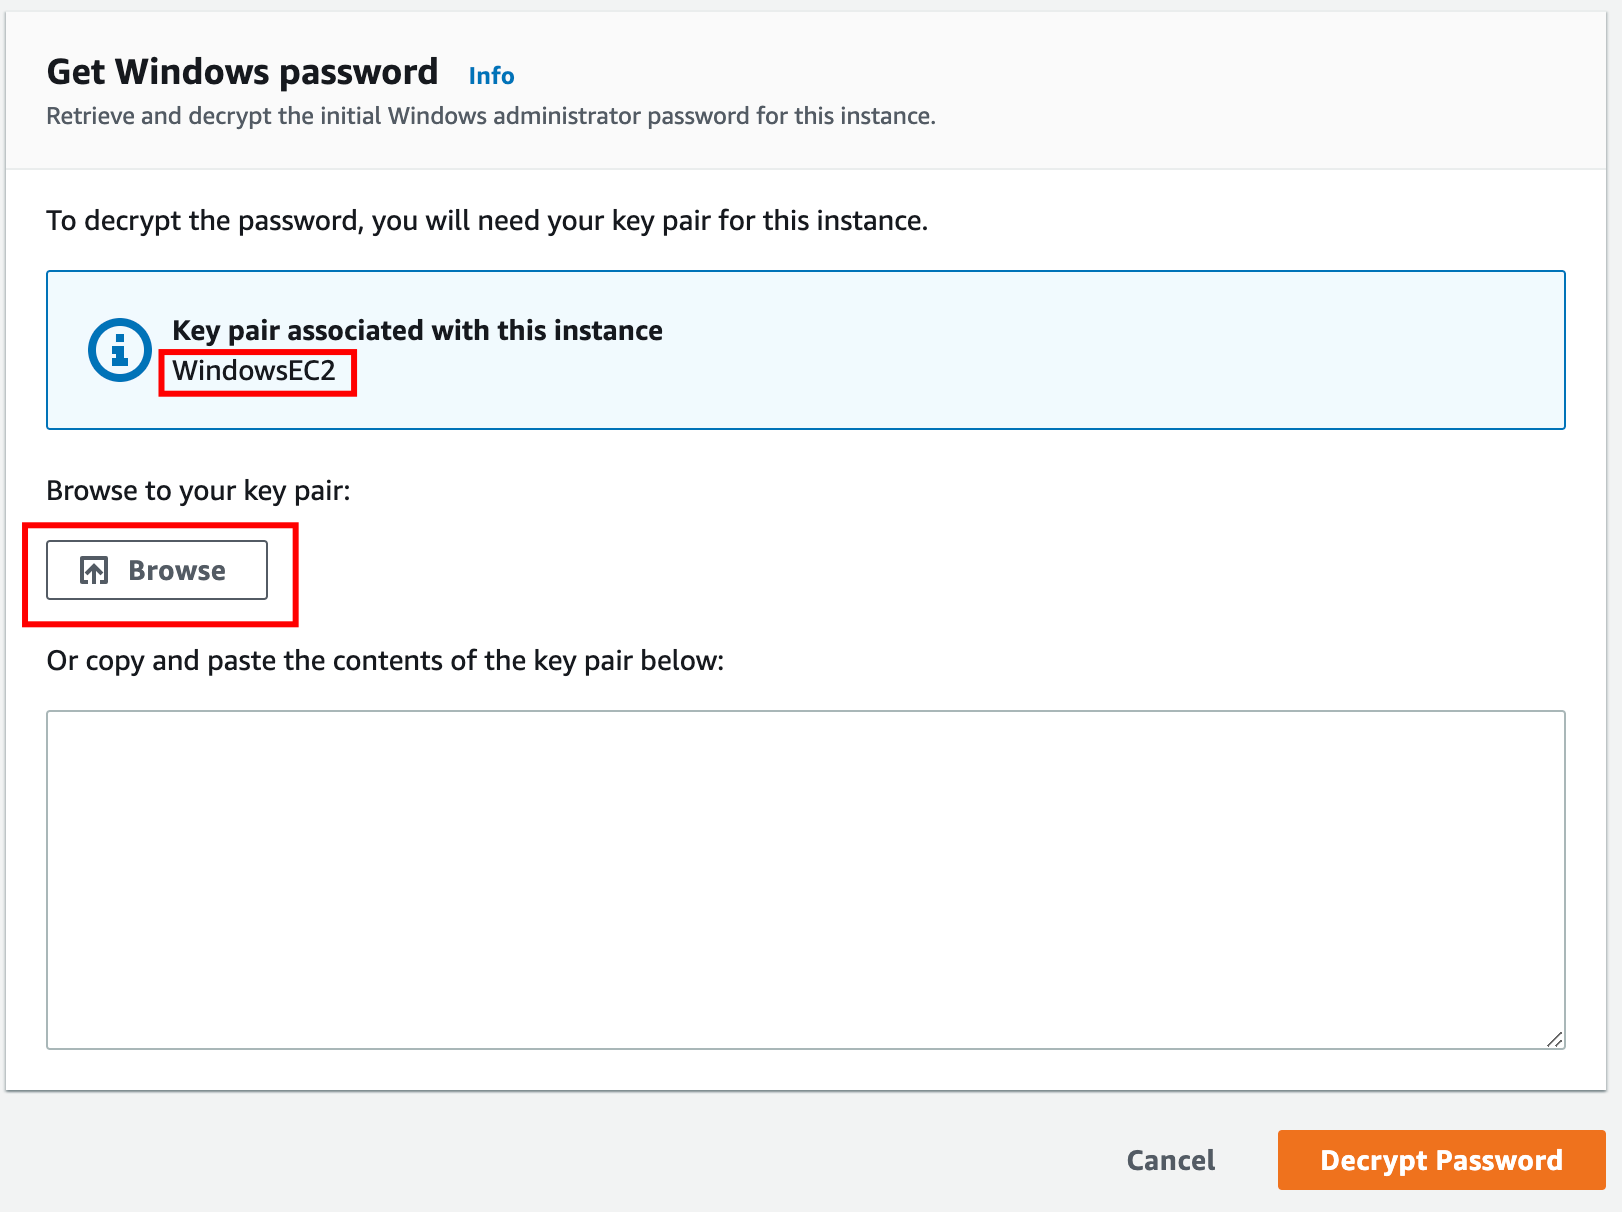 Get Windows password Info
Retrieve and decrypt the initial Windows administrator password for this instance.
To decrypt the password, you will need your key pair for this instance.
Key pair associated with this instance
WindowsEC2
Browse to your key pair:
Browse
Or copy and paste the contents of the key pair below:
Cancel Decrypt Password